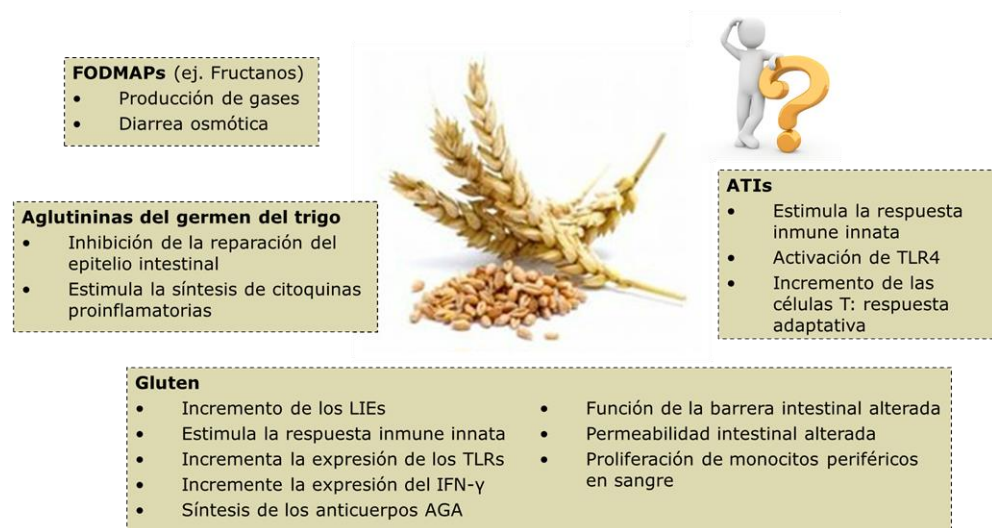 FODMAPs (ej. Fructanos)
• Producción de gases
• Diarrea osmótica
Aglutininas del germen del trigo
• Inhibición de la reparación del
epitelio intestinal
• Estimula la síntesis de citoquinas
proinflamatorias
ATIs
• Estimula la respuesta
inmune innata
• Activación de TLR4
• Incremento de las
células T: respuesta
adaptativa
Gluten
• Incremento de los LIEs
• Estimula la respuesta inmune innata
• Incrementa la expresión de los TLRs
• Incremente la expresión del IFN-γ
• Síntesis de los anticuerpos AGA
• Función de la barrera intestinal alterada
• Permeabilidad intestinal alterada
• Proliferación de monocitos periféricos
en sangre